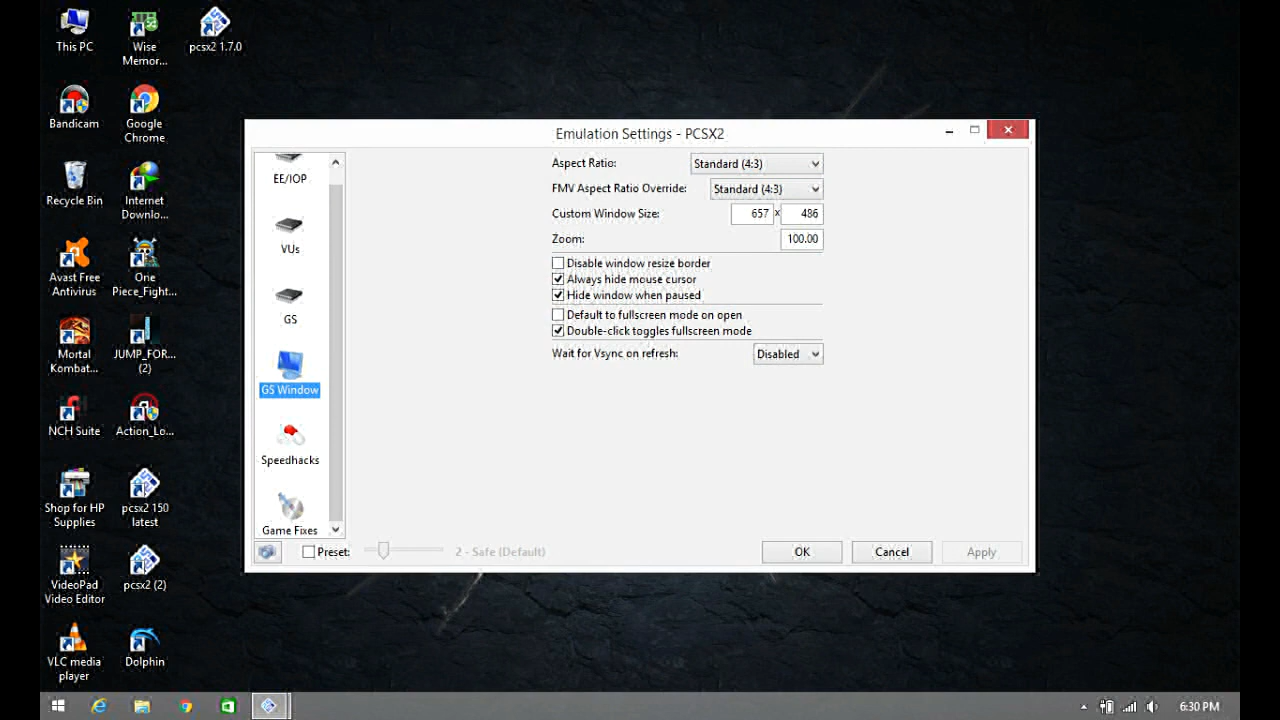 This PC
Wise
Memor...
pcsx2 1.7.0
Bandicam
Google
Chrome
Recycle Bin
Internet
Downlo...
Avast Free
Antivirus
One
Piece_Fight...
Mortal
Kombat...
JUMP_FOR...
(2)
NCH Suite
Action_Lo...
Shop for HP
Supplies
pcsx2 150
latest
VideoPad
Video Editor
pcsx2 (2)
VLC media
player
Dolphin
Emulation Settings - PCSX2
EE/IOP
VUs
GS
GS Window
Speedhacks
Game Fixes
Aspect Ratio: Standard (4:3)
FMV Aspect Ratio Override: Standard (4:3)
Custom Window Size: 657 x 486
Zoom: 100.00
Disable window resize border
Always hide mouse cursor
Hide window when paused
Default to fullscreen mode on open
Double-click toggles fullscreen mode
Wait for Vsync on refresh: Disabled
Preset: 2 - Safe (Default)
OK Cancel Apply
6:30 PM